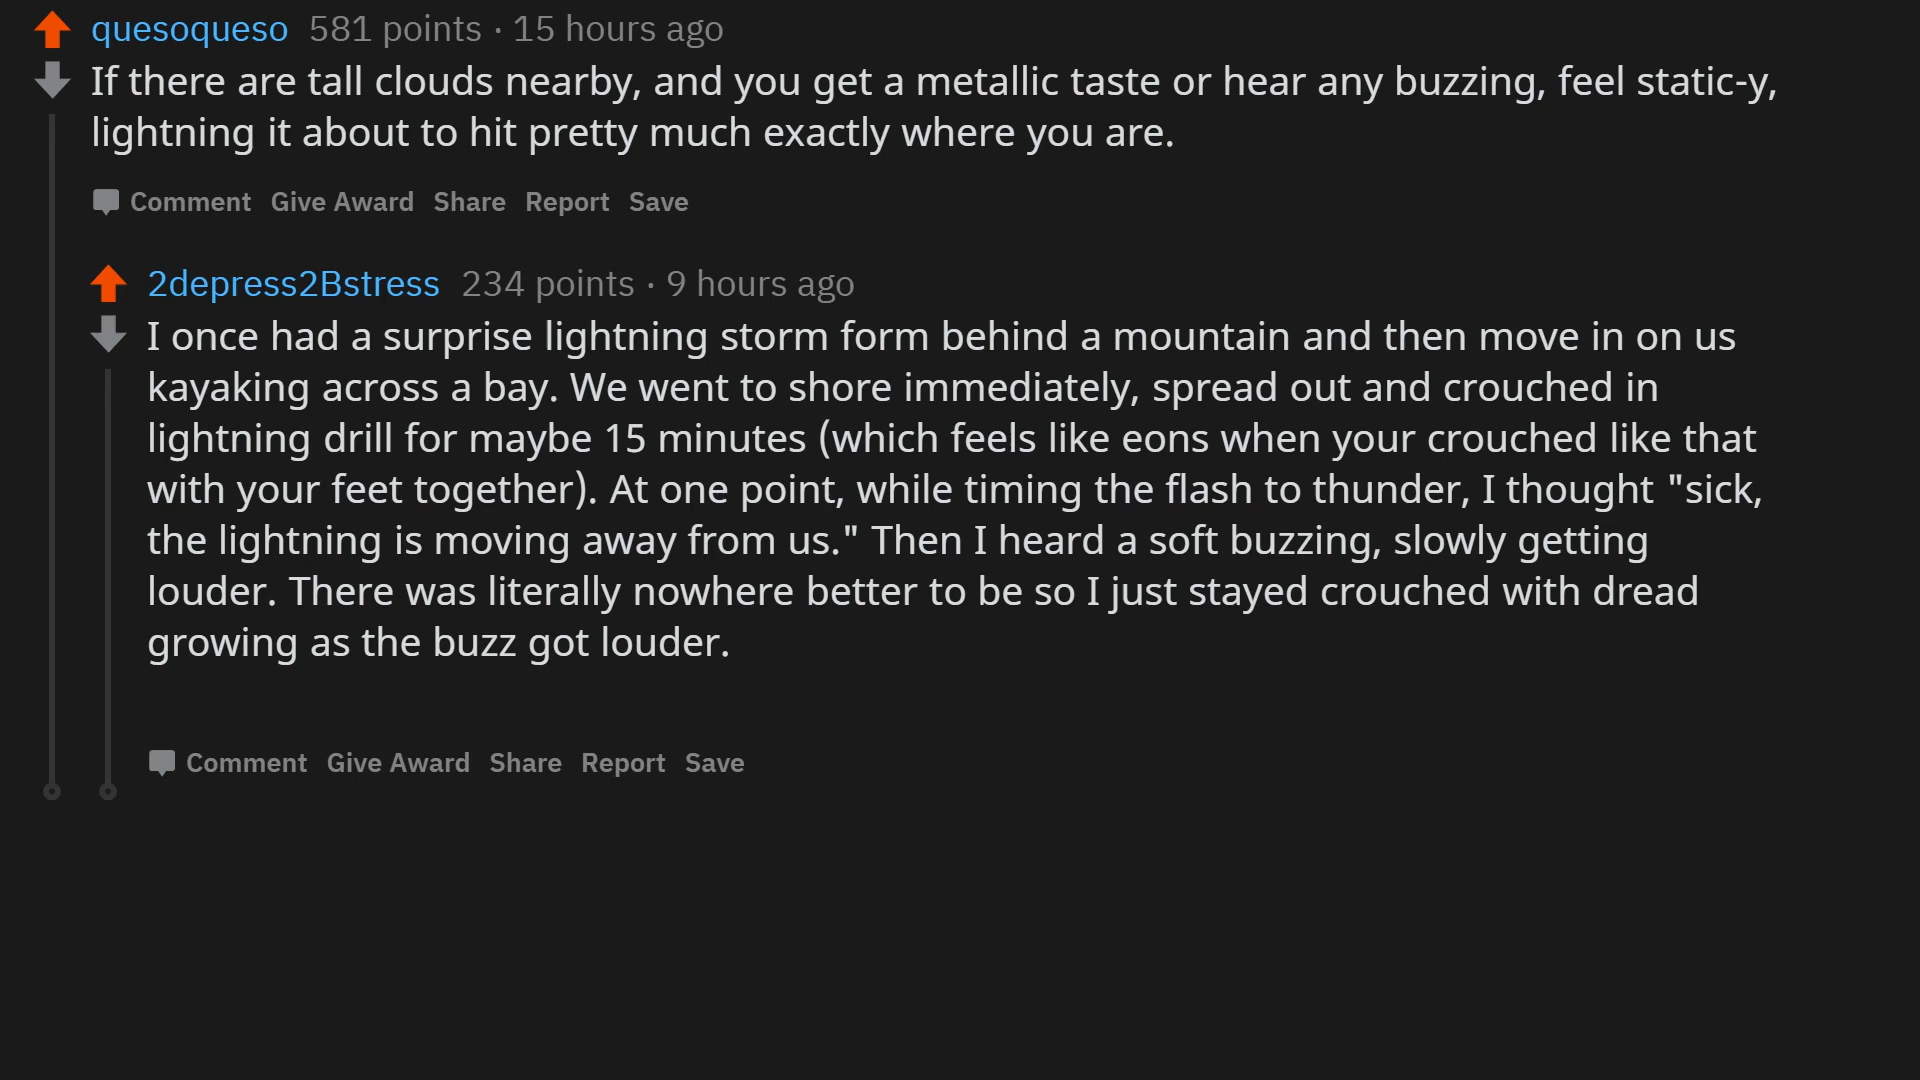 quesoqueso 581 points · 15 hours ago
If there are tall clouds nearby, and you get a metallic taste or hear any buzzing, feel static-y,
lightning it about to hit pretty much exactly where you are.
Comment Give Award Share Report Save
2depress2Bstress 234 points · 9 hours ago
I once had a surprise lightning storm form behind a mountain and then move in on us
kayaking across a bay. We went to shore immediately, spread out and crouched in
lightning drill for maybe 15 minutes (which feels like eons when your crouched like that
with your feet together). At one point, while timing the flash to thunder, I thought "sick,
the lightning is moving away from us." Then I heard a soft buzzing, slowly getting
louder. There was literally nowhere better to be so I just stayed crouched with dread
growing as the buzz got louder.
Comment Give Award Share Report Save